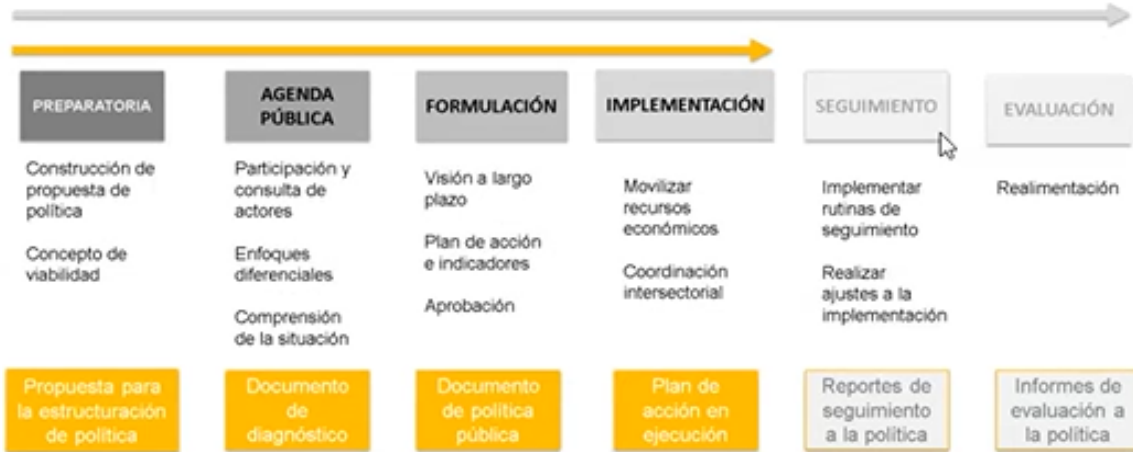 PREPARATORIA
Construcción de
propuesta de
política
Concepto de
viabilidad
Propuesta para
la estructuración
de política
AGENDA
PÚBLICA
Participación y
consulta de
actores
Enfoques
diferenciales
Comprensión
de la situación
Documento
de
diagnóstico
FORMULACIÓN
Visión a largo
plazo
Plan de acción
e indicadores
Aprobación
Documento
de política
pública
IMPLEMENTACIÓN
Movilizar
recursos
económicos
Coordinación
intersectorial
Plan de
acción en
ejecución
SEGUIMIENTO
Implementar
rutinas de
seguimiento
Realizar
ajustes a la
implementación
Reportes de
seguimiento
a la política
EVALUACIÓN
Realimentación
Informes de
evaluación a
la política